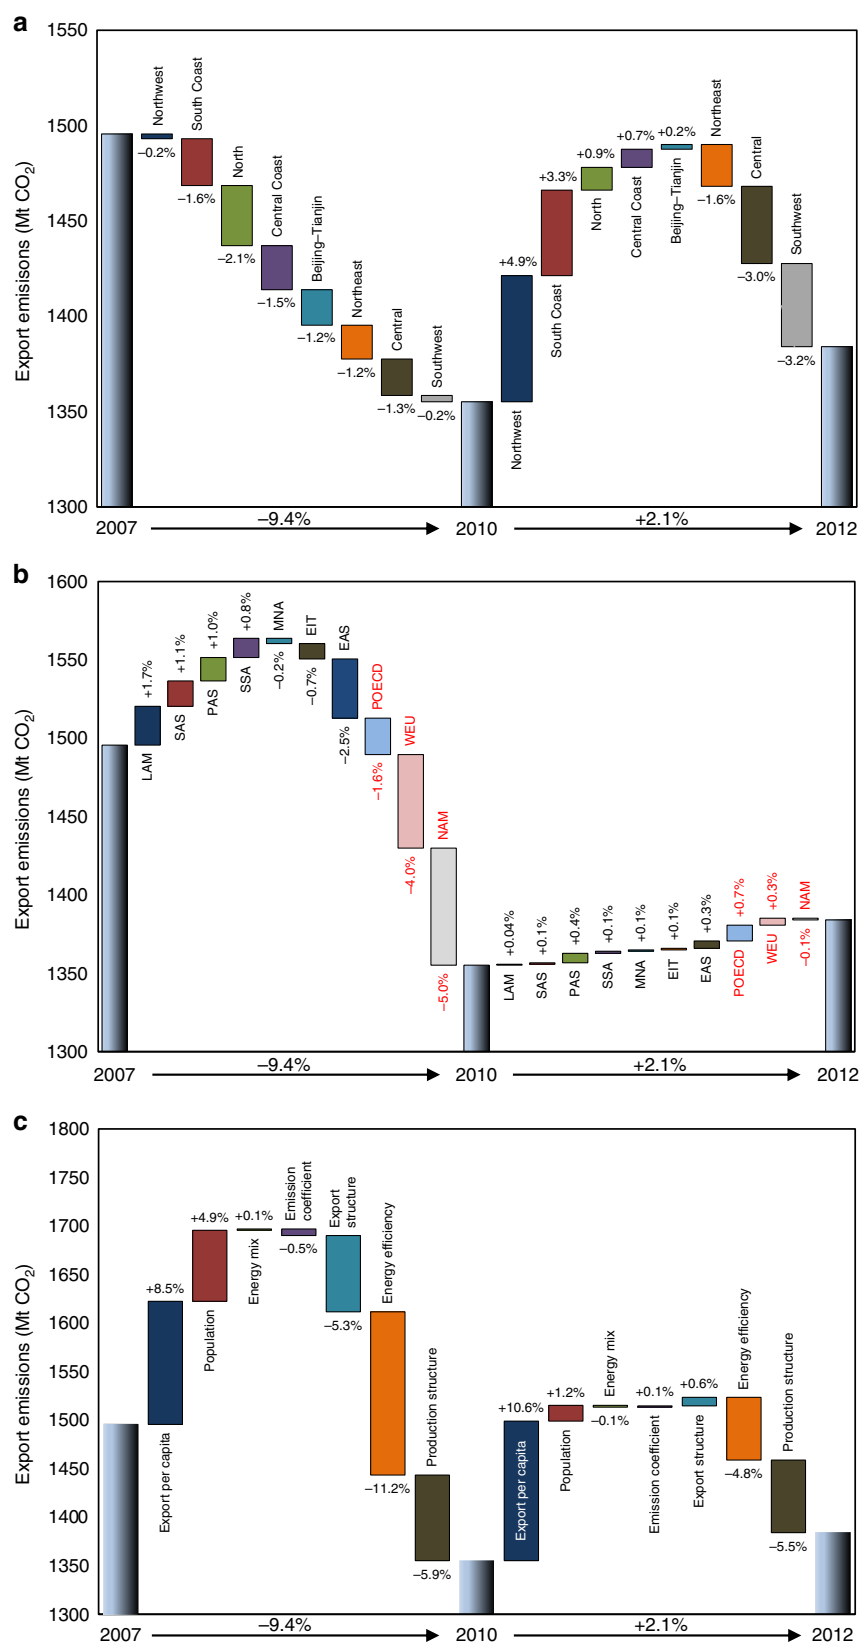 a
Export emisisons (Mt CO2)
1550
1500
1450
1400
1350
1300
Northwest
−0.2%
South Coast
−1.6%
North
−2.1%
Central Coast
−1.5%
Beijing–Tianjin
−1.2%
Northeast
−1.2%
Central
−1.3%
Southwest
−0.2%
+4.9%
Northwest
+3.3%
South Coast
+0.9%
North
+0.7%
Central Coast
+0.2%
Beijing–Tianjin
Northeast
−1.6%
Central
−3.0%
Southwest
−3.2%
2007
−9.4%
2010
+2.1%
2012
b
Export emissions (Mt CO2)
1600
1550
1500
1450
1400
1350
1300
+1.7%
LAM
+1.1%
SAS
+1.0%
PAS
+0.8%
SSA
MNA
−0.2%
EIT
−0.7%
EAS
−2.5%
POECD
−1.6%
WEU
−4.0%
NAM
−5.0%
+0.04%
LAM
+0.1%
SAS
+0.4%
PAS
+0.1%
SSA
+0.1%
MNA
+0.1%
EIT
+0.3%
EAS
+0.7%
POECD
+0.3%
WEU
NAM
−0.1%
2007
−9.4%
2010
+2.1%
2012
c
Export emissions (Mt CO2)
1800
1750
1700
1650
1600
1550
1500
1450
1400
1350
1300
+8.5%
Export per capita
+4.9%
Population
+0.1%
Energy mix
Emission
coefficient
−0.5%
Export
structure
−5.3%
Energy efficiency
−11.2%
Production structure
−5.9%
+10.6%
Export per capita
+1.2%
Population
Energy mix
−0.1%
+0.1%
Emission coefficient
+0.6%
Export structure
Energy efficiency
−4.8%
Production structure
−5.5%
2007
−9.4%
2010
+2.1%
2012